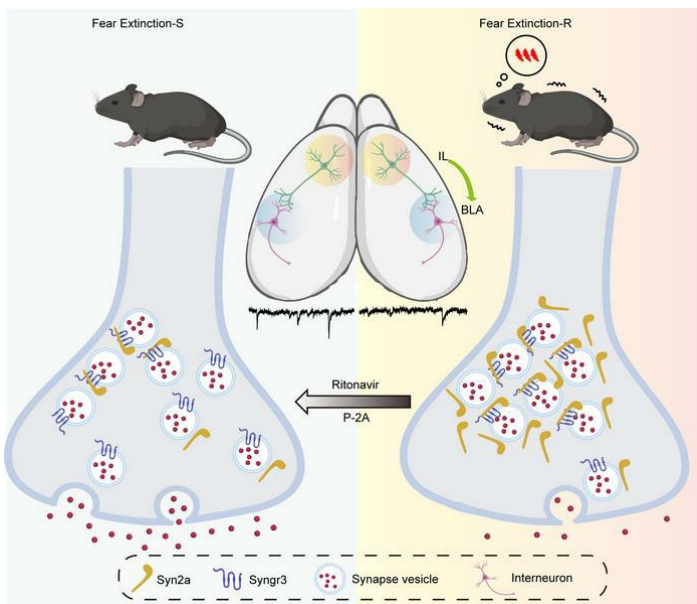 Fear Extinction-S
Fear Extinction-R
IL
BLA
Ritonavir
P-2A
Syn2a
Syngr3
Synapse vesicle
Interneuron